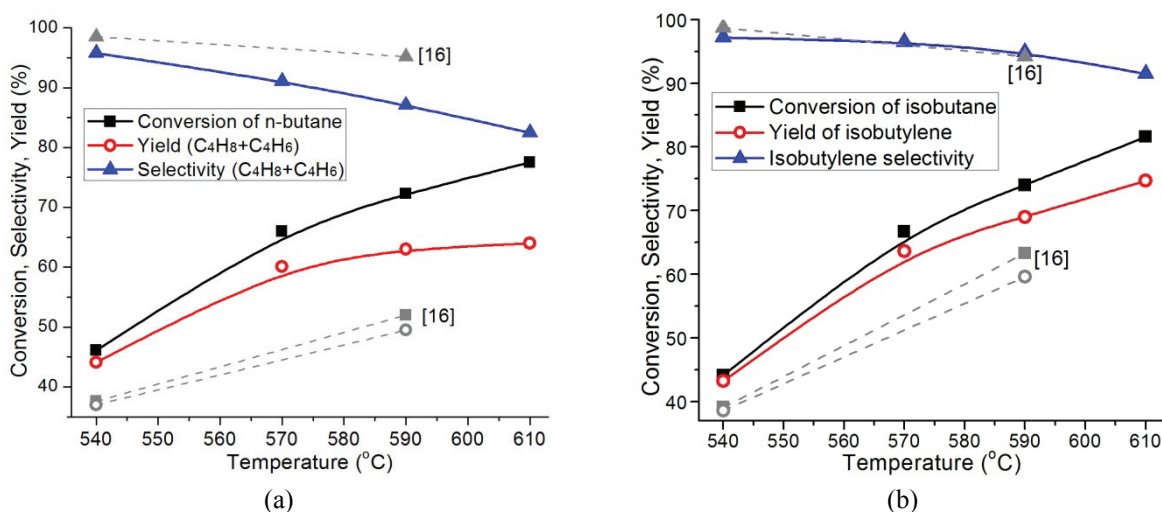 Conversion, Selectivity, Yield (%)
100
90
80
70
60
50
40
[16]
Conversion of n-butane
Yield (C₄H₈+C₄H₆)
Selectivity (C₄H₈+C₄H₆)
[16]
540 550 560 570 580 590 600 610
Temperature (°C)
(a)
Conversion, Selectivity, Yield (%)
100
90
80
70
60
50
40
[16]
Conversion of isobutane
Yield of isobutylene
Isobutylene selectivity
[16]
540 550 560 570 580 590 600 610
Temperature (°C)
(b)